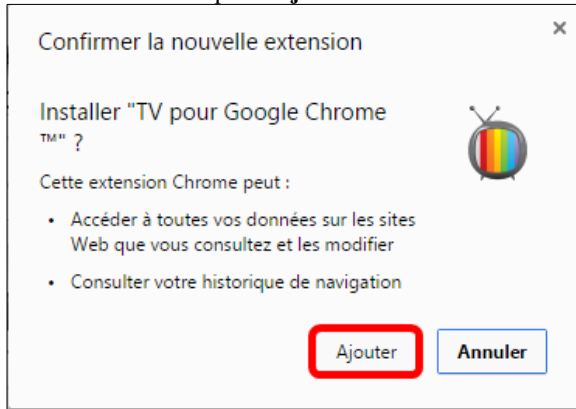 Confirmer la nouvelle extension
Installer "TV pour Google Chrome
™" ?
Cette extension Chrome peut :
• Accéder à toutes vos données sur les sites
Web que vous consultez et les modifier
• Consulter votre historique de navigation
Ajouter Annuler